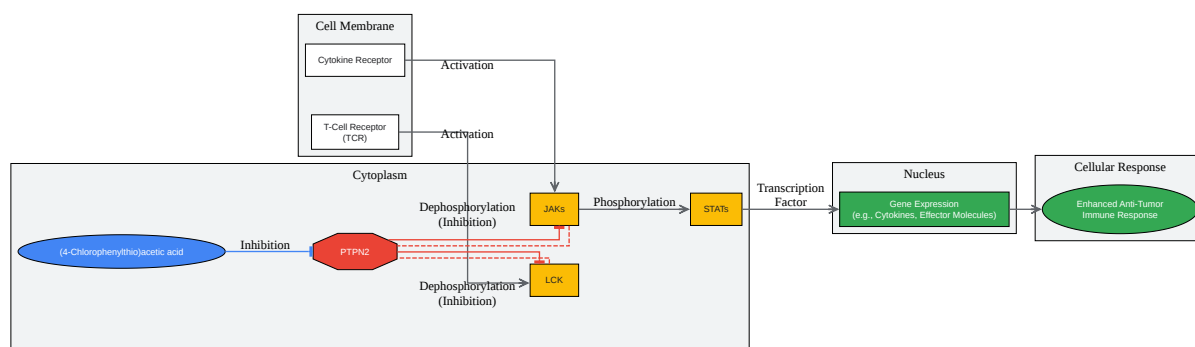 Cell Membrane
Cytokine Receptor
Activation
T-Cell Receptor
(TCR)
Activation
Cytoplasm
(4-Chlorophenylthio)acetic acid
Inhibition
PTPN2
Dephosphorylation
(Inhibition)
JAKs
Phosphorylation
STATs
Dephosphorylation
(Inhibition)
LCK
Transcription
Factor
Nucleus
Gene Expression
(e.g., Cytokines, Effector Molecules)
Cellular Response
Enhanced Anti-Tumor
Immune Response